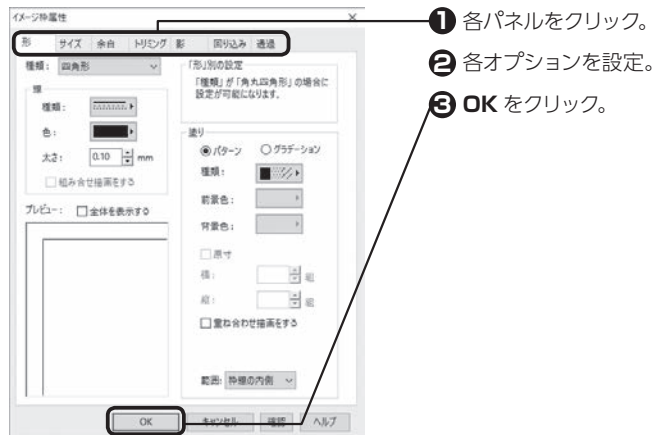 イメージ枠属性
形 サイズ 余白 トリミング 影 回り込み 透過
種類： 四角形
線
種類：
色：
太さ： 0.10 mm
組み合せ描画をする
プレビュー： 全体を表示する
「形」別の設定
「種類」が「角丸四角形」の場合に
設定が可能になります。
塗り
パターン グラデーション
種類：
前景色：
背景色：
原寸
横：
縦：
重ね合わせ描画をする
範囲： 枠線の内側
OK キャンセル 確認 ヘルプ
❶ 各パネルをクリック。
❷ 各オプションを設定。
❸ OK をクリック。